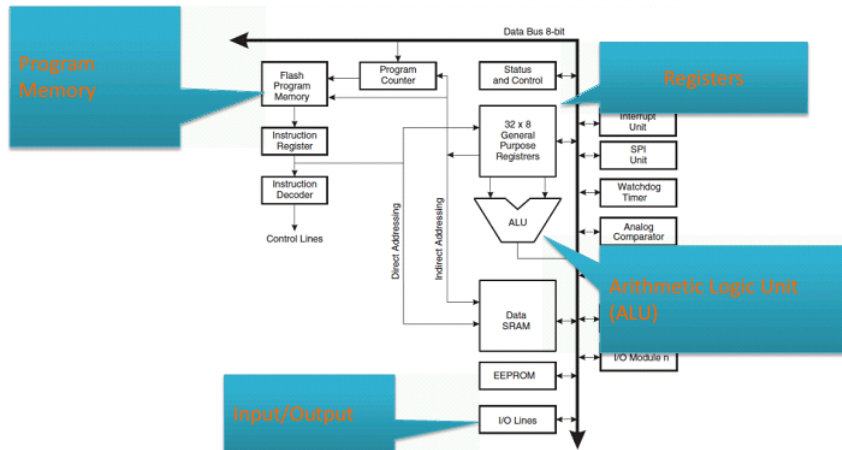 Data Bus 8-bit
Program
Memory
Flash
Program
Memory
Program
Counter
Status
and Control
Registers
Interrupt
Unit
32 x 8
General
Purpose
Registrers
Instruction
Register
SPI
Unit
Instruction
Decoder
Watchdog
Timer
Control Lines
Direct Addressing
Indirect Addressing
ALU
Analog
Comparator
Arithmetic Logic Unit
(ALU)
Data
SRAM
I/O Module n
EEPROM
Input/Output
I/O Lines